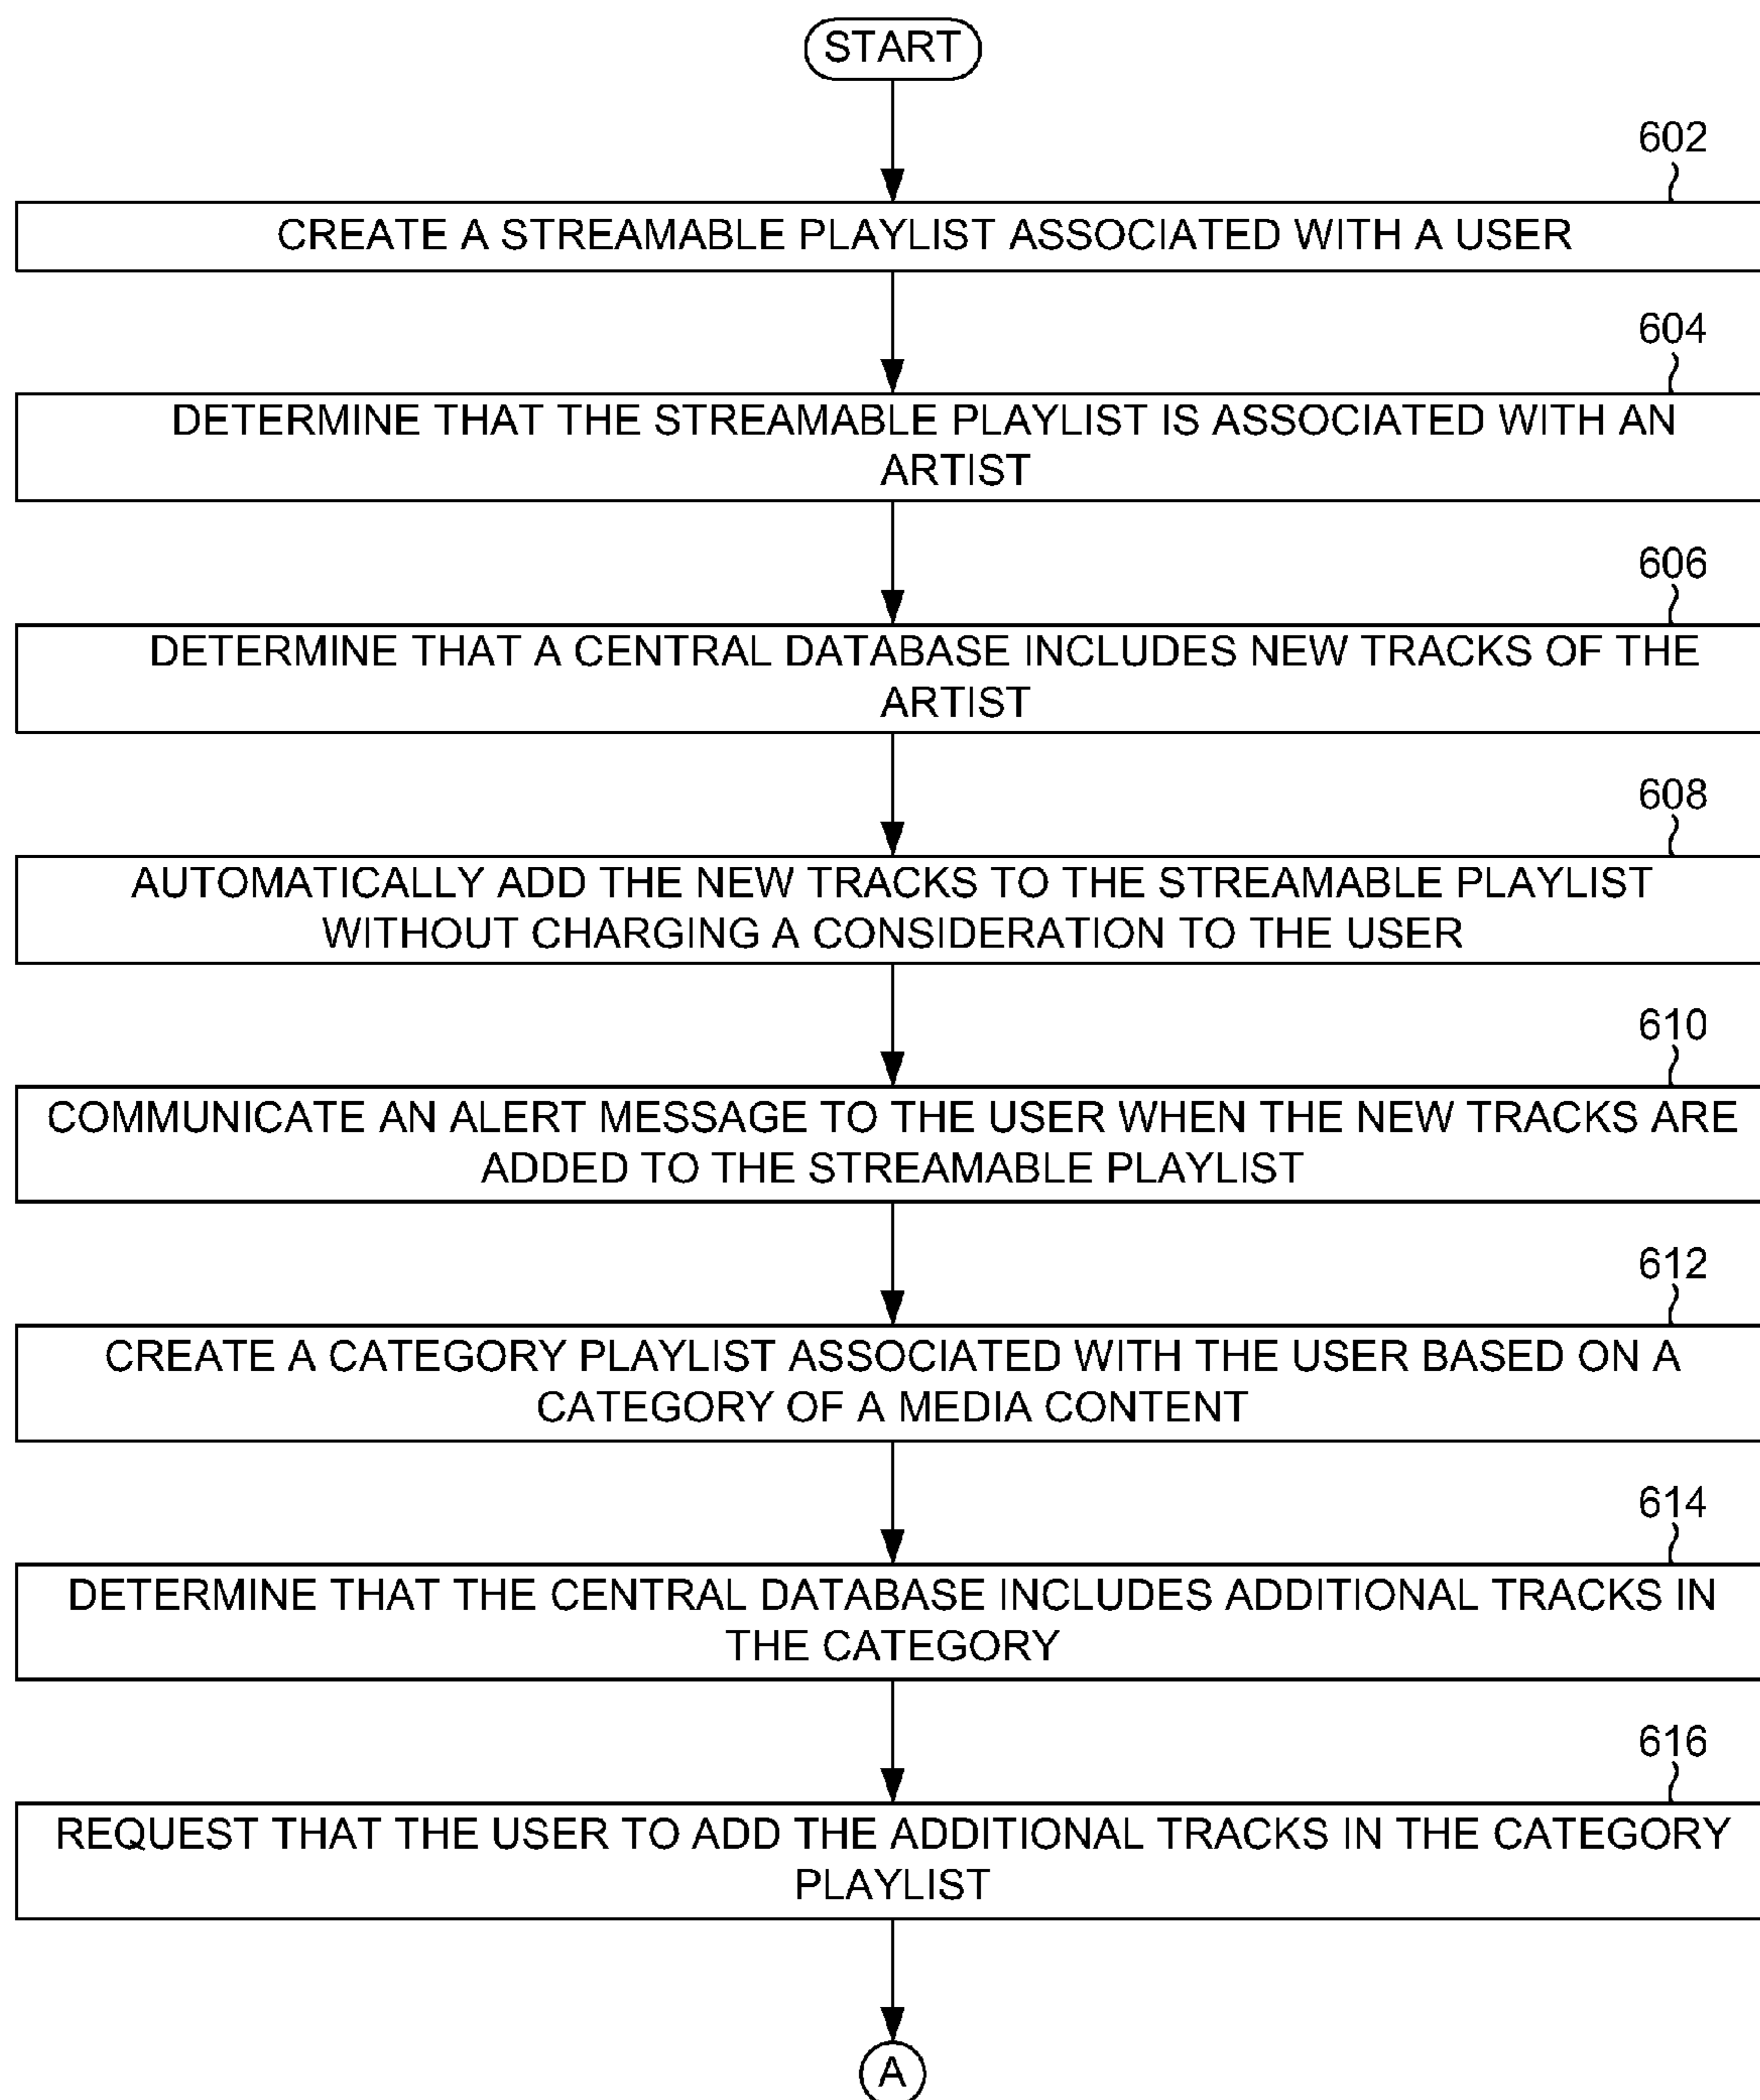 START
602
CREATE A STREAMABLE PLAYLIST ASSOCIATED WITH A USER
604
DETERMINE THAT THE STREAMABLE PLAYLIST IS ASSOCIATED WITH AN
ARTIST
606
DETERMINE THAT A CENTRAL DATABASE INCLUDES NEW TRACKS OF THE
ARTIST
608
AUTOMATICALLY ADD THE NEW TRACKS TO THE STREAMABLE PLAYLIST
WITHOUT CHARGING A CONSIDERATION TO THE USER
610
COMMUNICATE AN ALERT MESSAGE TO THE USER WHEN THE NEW TRACKS ARE
ADDED TO THE STREAMABLE PLAYLIST
612
CREATE A CATEGORY PLAYLIST ASSOCIATED WITH THE USER BASED ON A
CATEGORY OF A MEDIA CONTENT
614
DETERMINE THAT THE CENTRAL DATABASE INCLUDES ADDITIONAL TRACKS IN
THE CATEGORY
616
REQUEST THAT THE USER TO ADD THE ADDITIONAL TRACKS IN THE CATEGORY
PLAYLIST
A